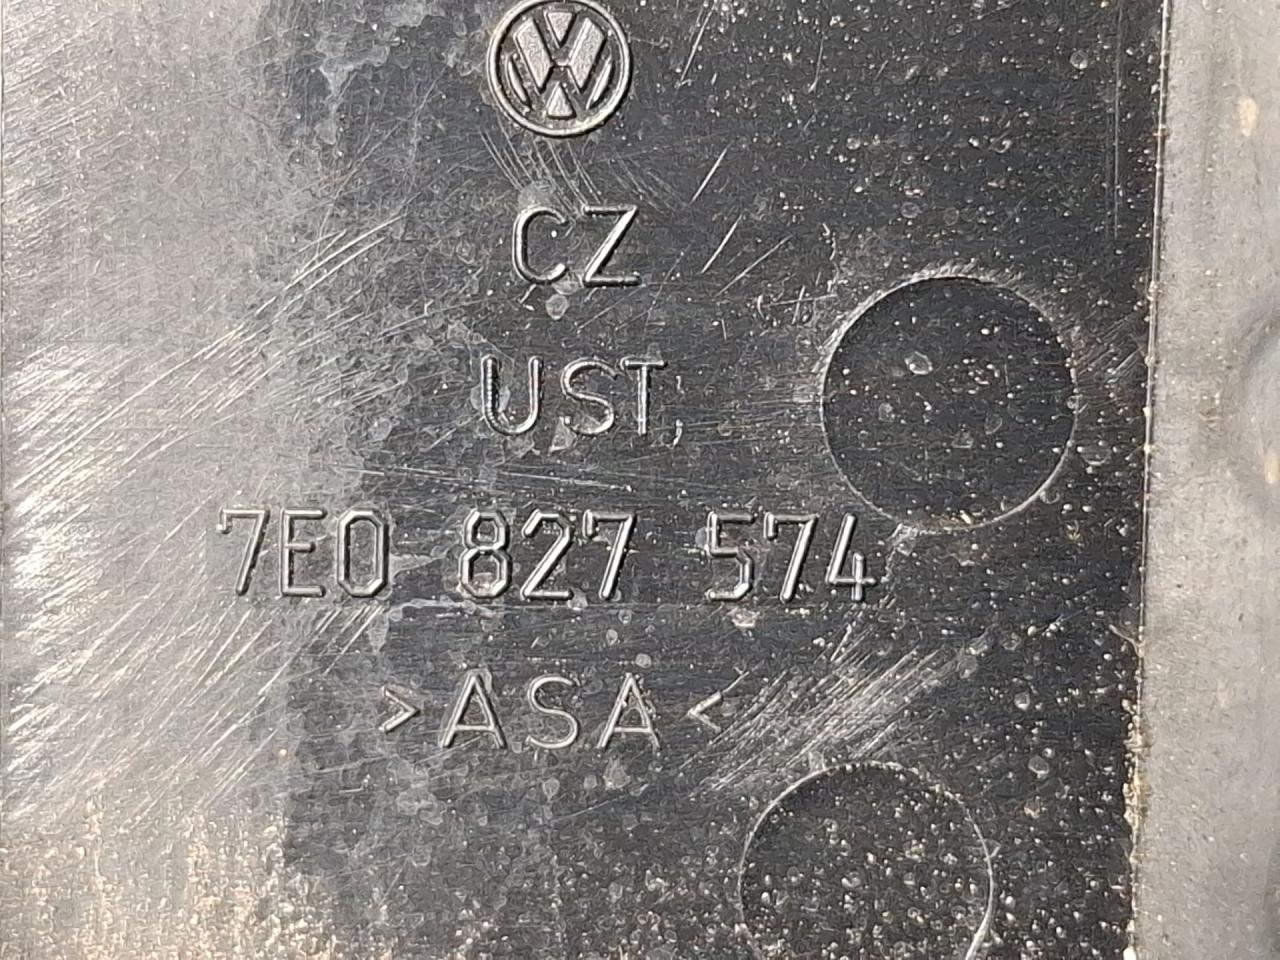 CZ
UST,
7E0 827 574
>ASA<